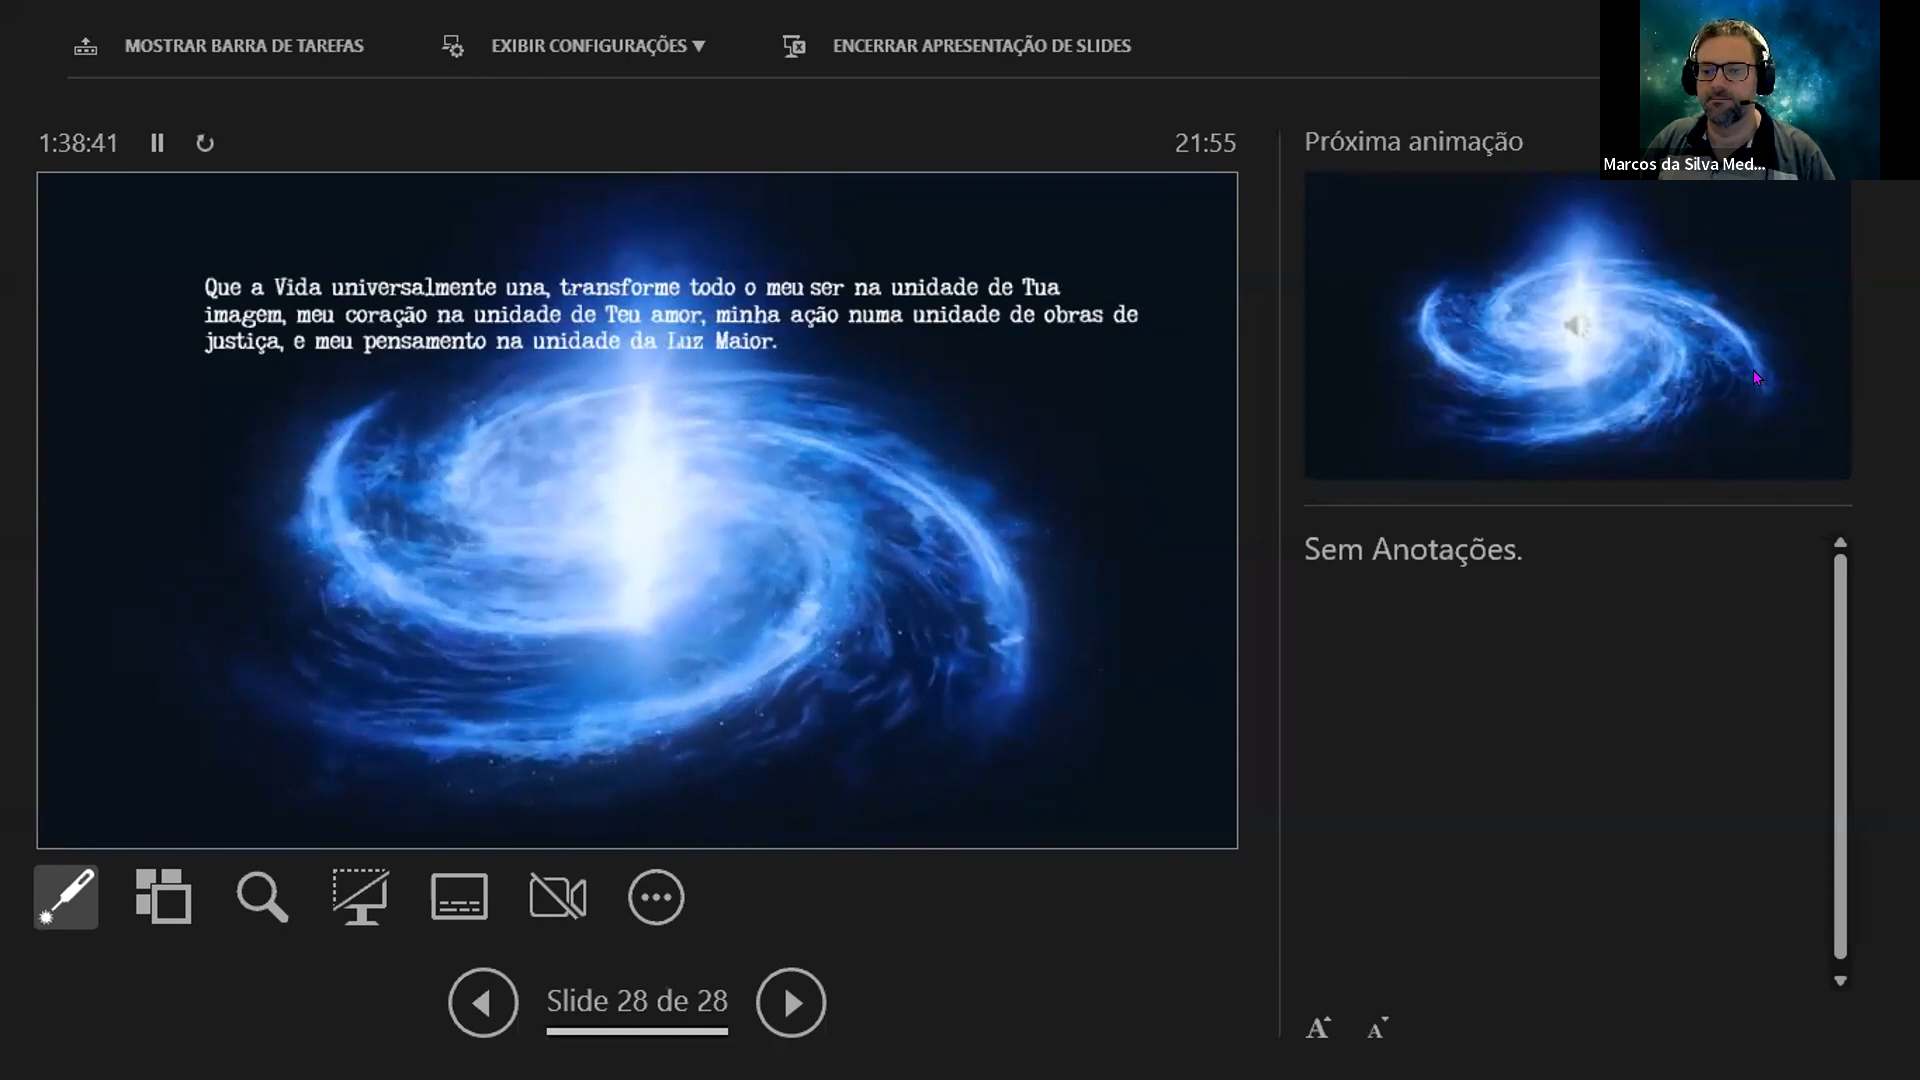 MOSTRAR BARRA DE TAREFAS
EXIBIR CONFIGURAÇÕES ▼
ENCERRAR APRESENTAÇÃO DE SLIDES
Marcos da Silva Med...
1:38:41
21:55
Próxima animação
Que a Vida universalmente una, transforme todo o meu ser na unidade de Tua
imagem, meu coração na unidade de Teu amor, minha ação numa unidade de obras de
justiça, e meu pensamento na unidade da Luz Maior.
Sem Anotações.
Slide 28 de 28
A A